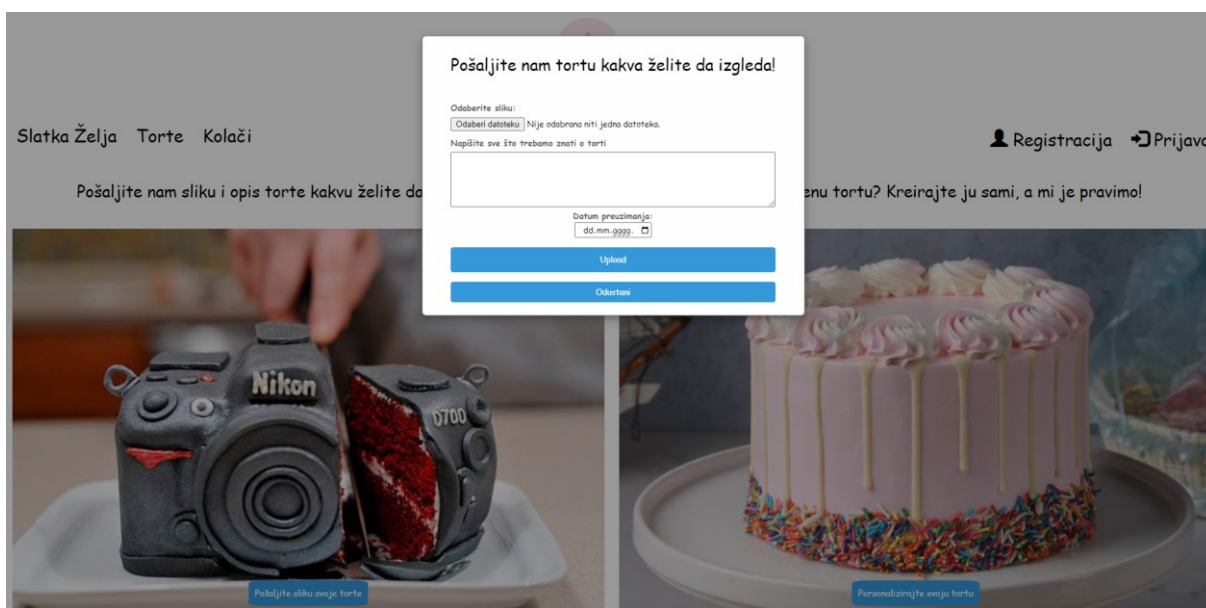 Pošaljite nam tortu kakva želite da izgleda!
Odaberite sliku:
Odaberi datoteku Nije odabrana niti jedna datoteka.
Napišite sve što trebamo znati o torti
Datum preuzimanja:
dd.mm.gggg.
Upload
Odustani
Slatka Želja Torte Kolači
Registracija Prijava
Pošaljite nam sliku i opis torte kakvu želite da
enu tortu? Kreirajte ju sami, a mi je pravimo!
Nikon
D700
Pošaljite sliku svoje torte
Personalizirajte svoju tortu